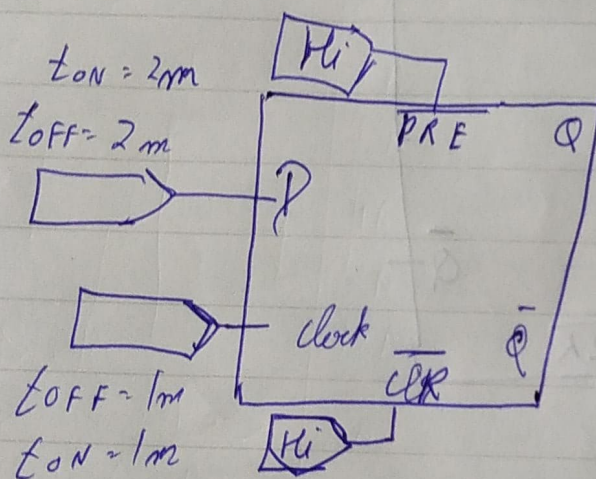 Hi
tON = 2m
tOFF = 2m
PRE
Q
D
Clock
Q̄
CLR
tOFF = 1m
tON = 1m
Hi